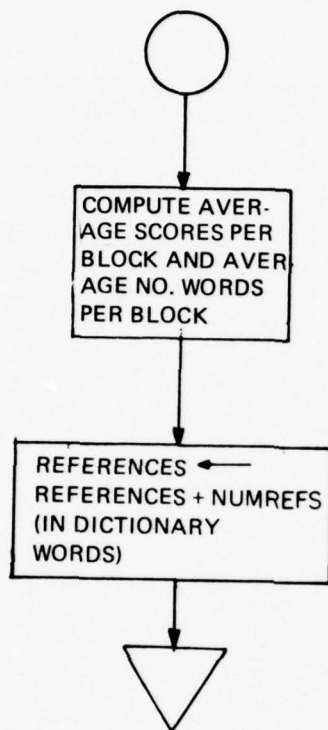 COMPUTE AVER-
AGE SCORES PER
BLOCK AND AVER
AGE NO. WORDS
PER BLOCK
REFERENCES ←
REFERENCES + NUMREFS
(IN DICTIONARY
WORDS)